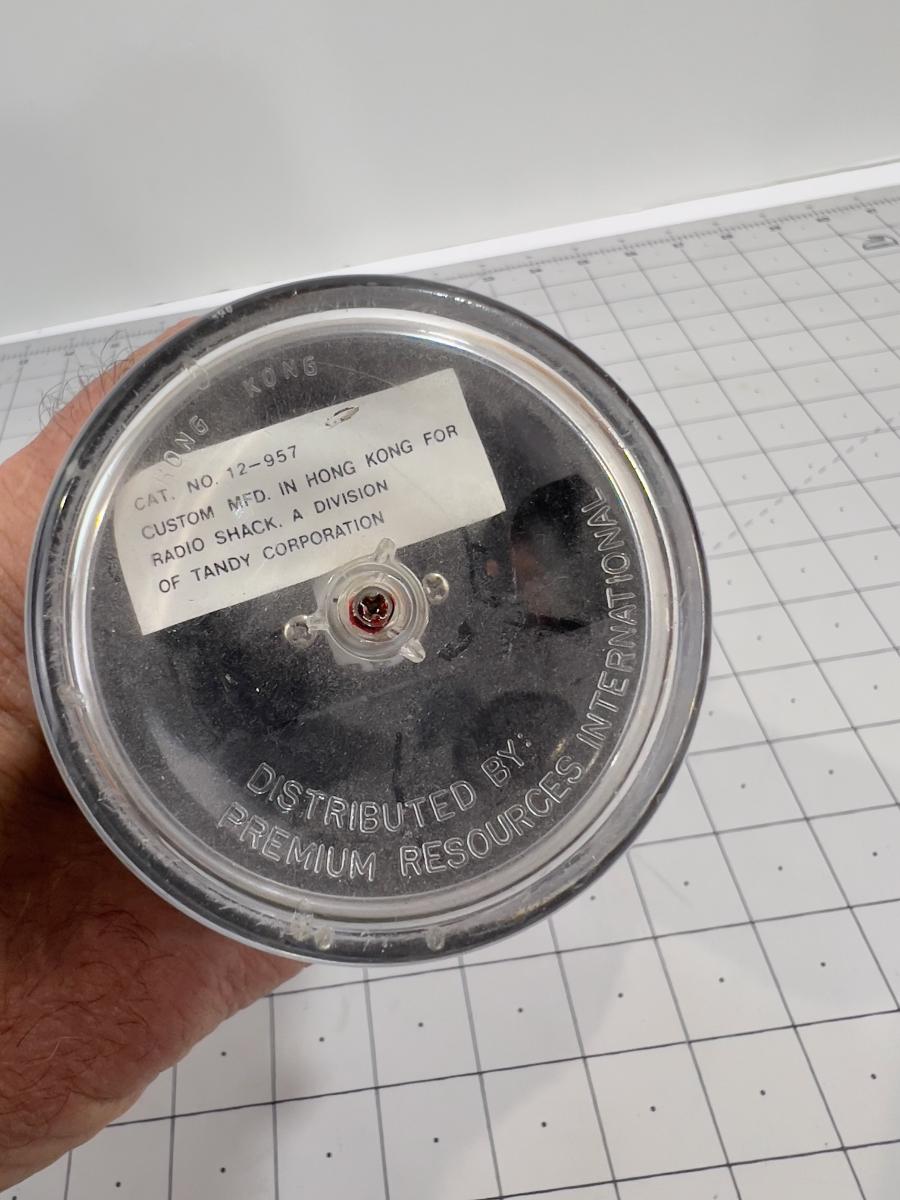 HONG KONG
CAT. NO. 12-957
CUSTOM MFD. IN HONG KONG FOR
RADIO SHACK, A DIVISION
OF TANDY CORPORATION
DISTRIBUTED BY:
PREMIUM RESOURCES INTERNATIONAL